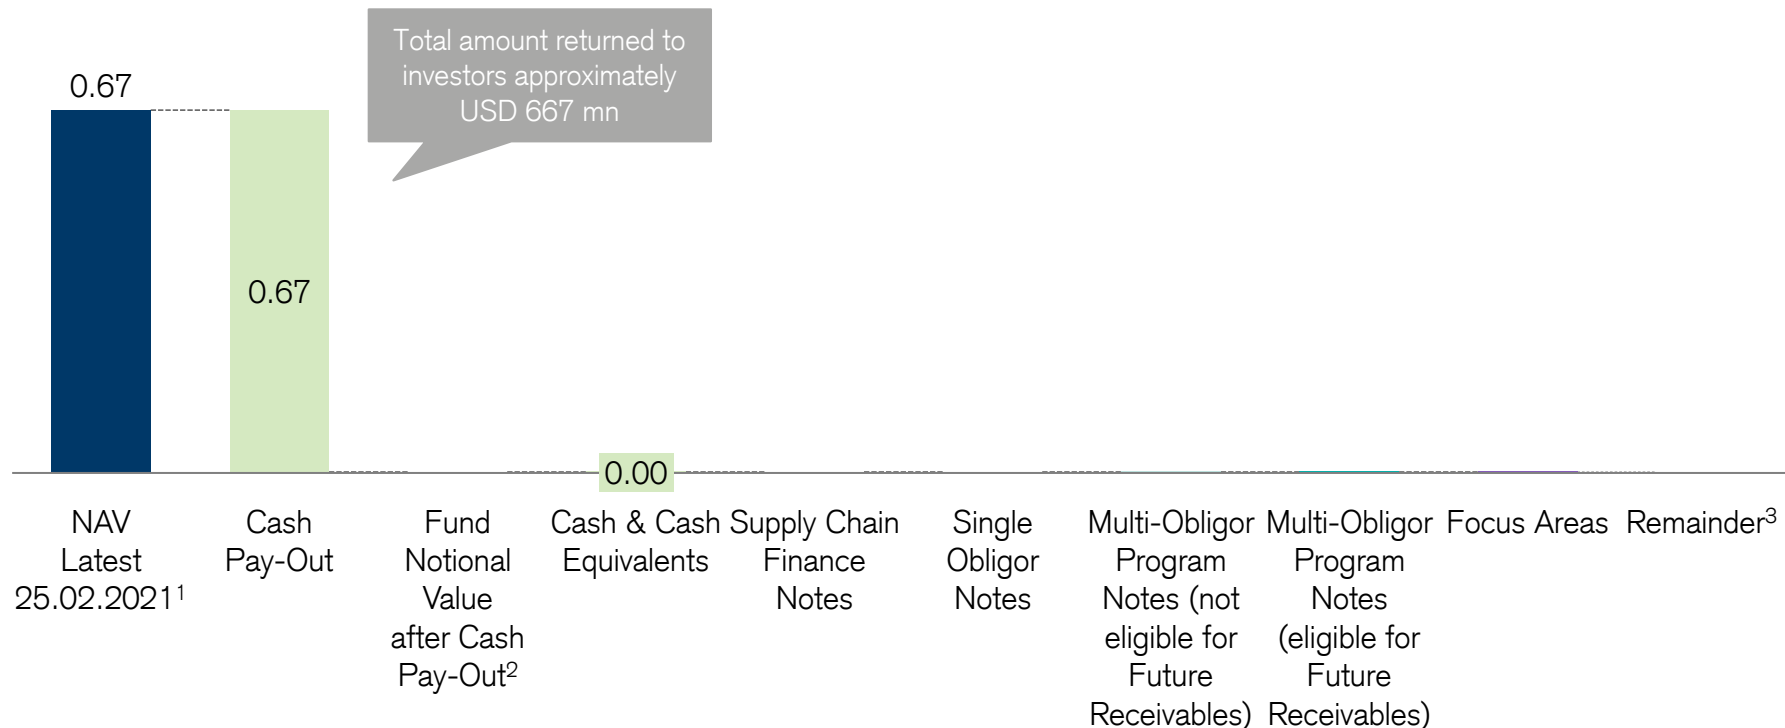 Total amount returned to
investors approximately
USD 667 mn
0.67
0.67
0.00
NAV
Latest
25.02.2021¹
Cash
Pay-Out
Fund
Notional
Value
after Cash
Pay-Out²
Cash & Cash
Equivalents
Supply Chain
Finance
Notes
Single
Obligor
Notes
Multi-Obligor
Program
Notes (not
eligible for
Future
Receivables)
Multi-Obligor
Program
Notes
(eligible for
Future
Receivables)
Focus Areas
Remainder³